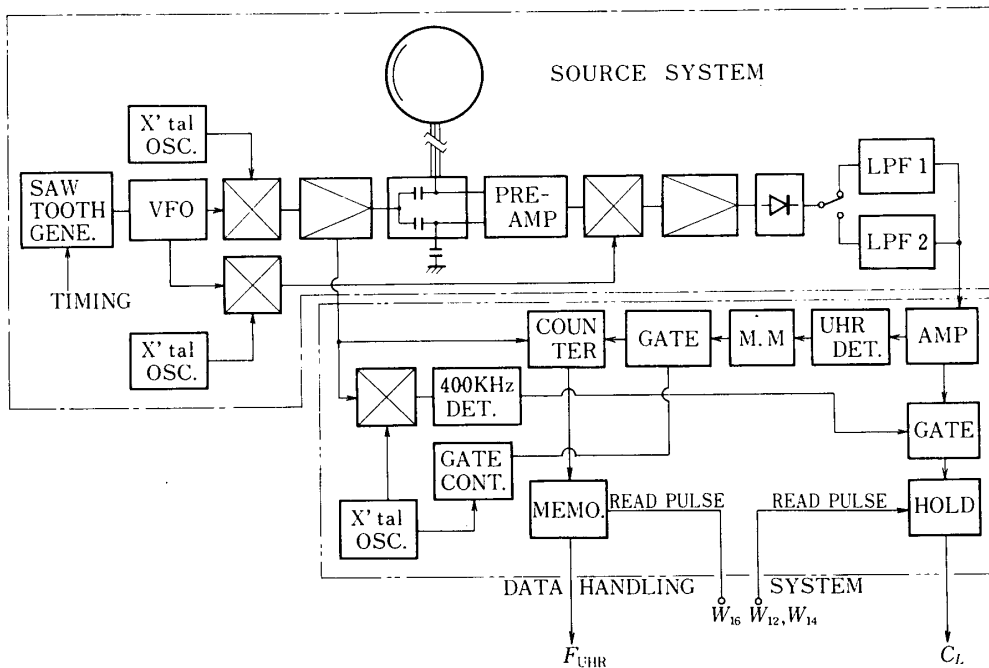 SOURCE SYSTEM
X' tal
OSC.
SAW
TOOTH
GENE.
VFO
PRE-
AMP
LPF 1
LPF 2
TIMING
X' tal
OSC.
COUN
TER
GATE
M.M
UHR
DET.
AMP
400KHz
DET.
GATE
GATE
CONT.
X' tal
OSC.
MEMO.
READ PULSE
READ PULSE
HOLD
DATA HANDLING SYSTEM
W16 W12, W14
FUHR
CL